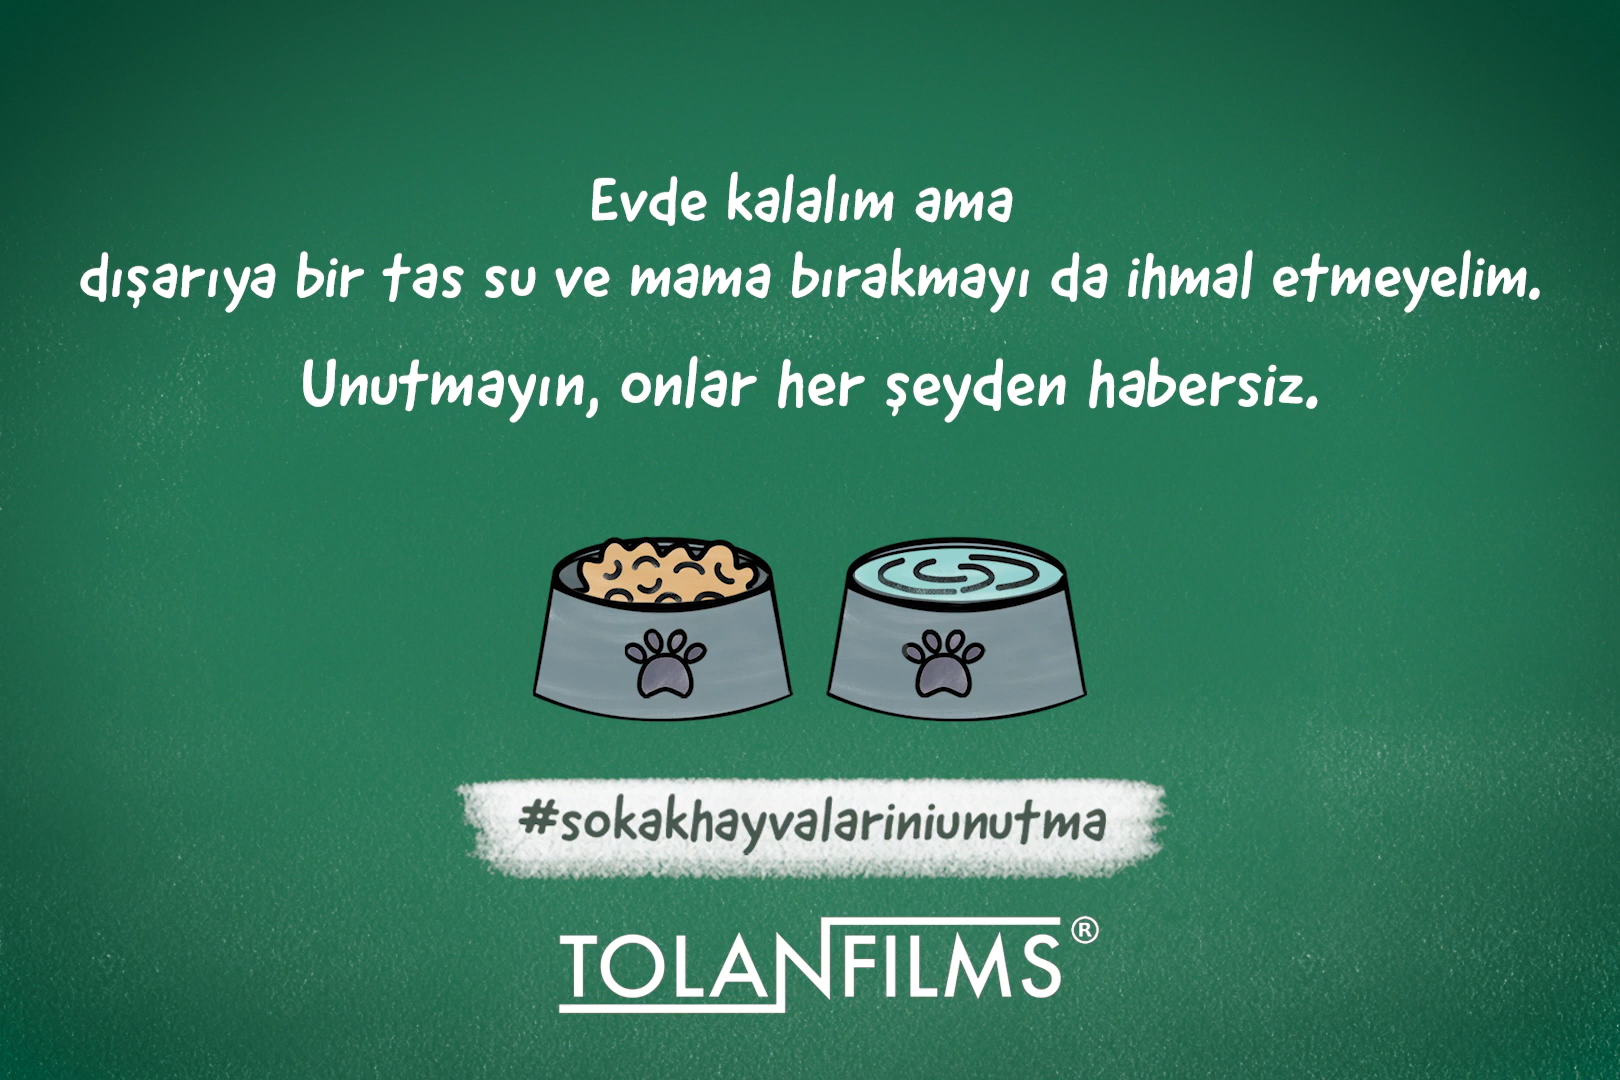 Evde kalalım ama
dışarıya bir tas su ve mama bırakmayı da ihmal etmeyelim.
Unutmayın, onlar her şeyden habersiz.
#sokakhayvalariniunutma
TOLANFILMS®